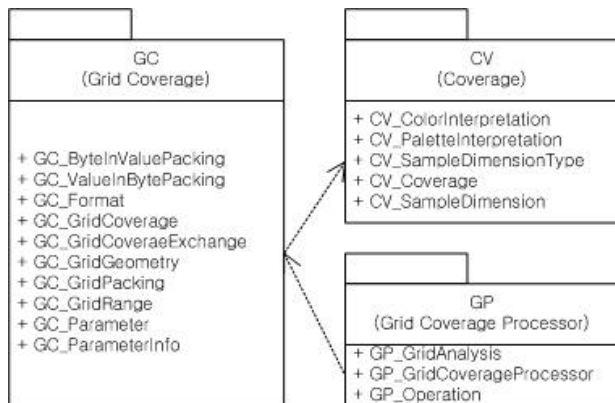 GC
(Grid Coverage)
+ GC_ByteInValuePacking
+ GC_ValueInBytePacking
+ GC_Format
+ GC_GridCoverage
+ GC_GridCoveraeExchange
+ GC_GridGeometry
+ GC_GridPacking
+ GC_GridRange
+ GC_Parameter
+ GC_ParameterInfo
CV
(Coverage)
+ CV_ColorInterpretation
+ CV_PaletteInterpretation
+ CV_SampleDimensionType
+ CV_Coverage
+ CV_SampleDimension
GP
(Grid Coverage Processor)
+ GP_GridAnalysis
+ GP_GridCoverageProcessor
+ GP_Operation